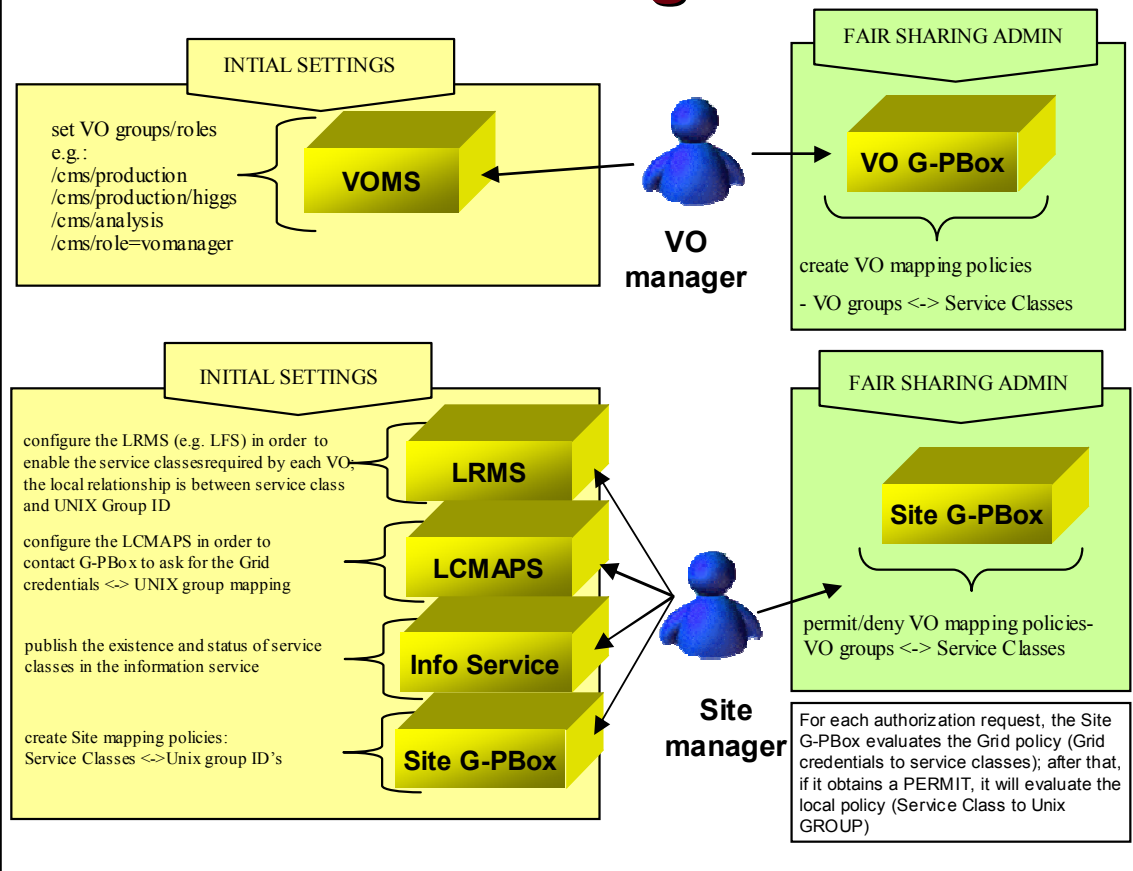 INTIAL SETTINGS
set VO groups/roles
e.g.:
/cms/production
/cms/production/higgs
/cms/analysis
/cms/role=vomanager
VOMS
VO
manager
FAIR SHARING ADMIN
VO G-PBox
create VO mapping policies
- VO groups <-> Service Classes
INITIAL SETTINGS
configure the LRMS (e.g. LFS) in order to
enable the service classesrequired by each VO;
the local relationship is between service class
and UNIX Group ID
LRMS
configure the LCMAPS in order to
contact G-PBox to ask for the Grid
credentials <-> UNIX group mapping
LCMAPS
publish the existence and status of service
classes in the information service
Info Service
create Site mapping policies:
Service Classes <->Unix group ID's
Site G-PBox
Site
manager
FAIR SHARING ADMIN
Site G-PBox
permit/deny VO mapping policies-
VO groups <-> Service Classes
For each authorization request, the Site
G-PBox evaluates the Grid policy (Grid
credentials to service classes); after that,
if it obtains a PERMIT, it will evaluate the
local policy (Service Class to Unix
GROUP)